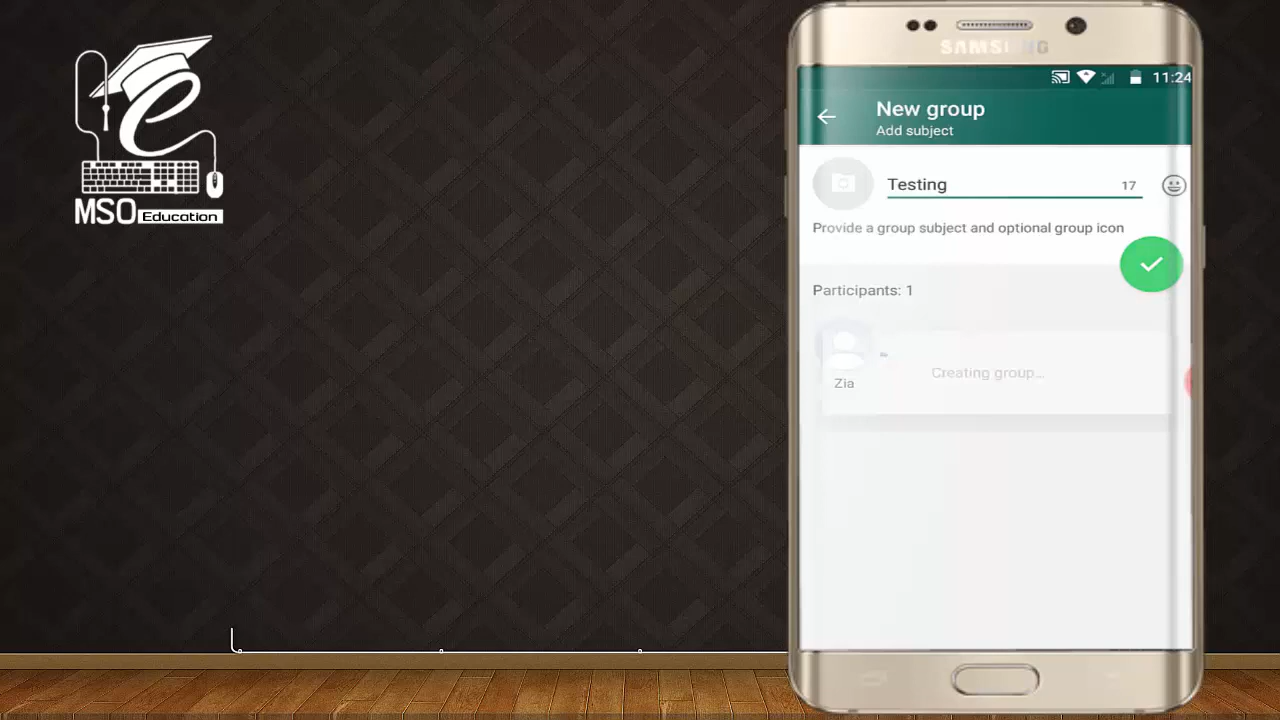 MSO Education
SAMSUNG
11:24
New group
Add subject
Testing
17
Provide a group subject and optional group icon
Participants: 1
Creating group...
Zia